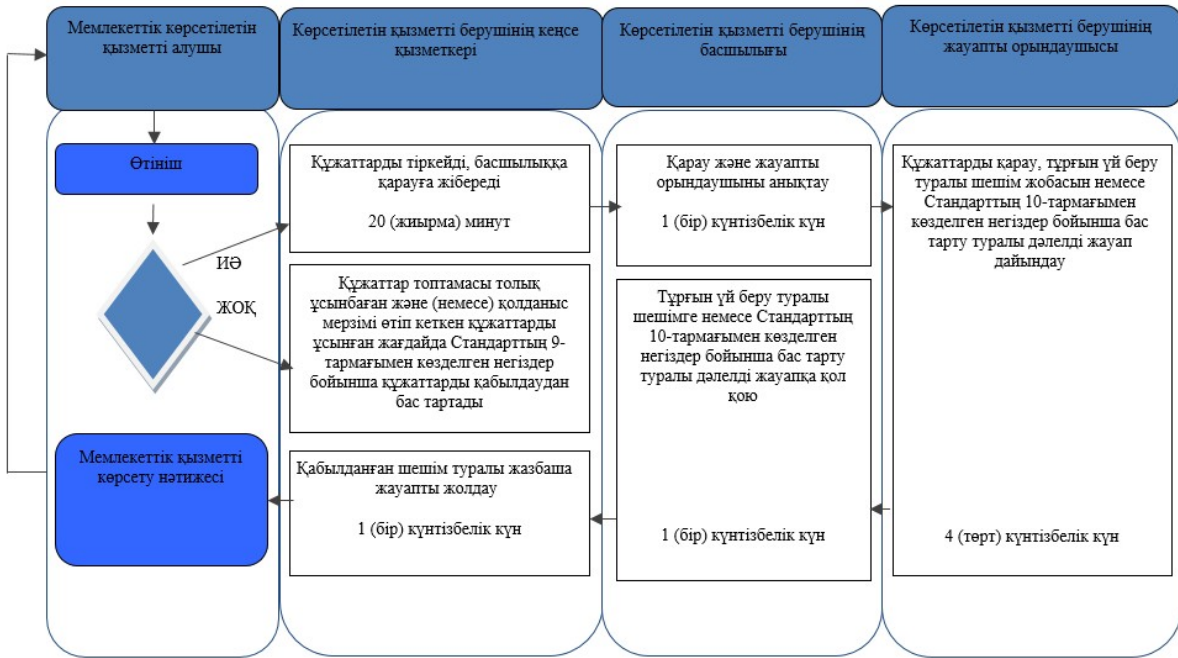 Мемлекеттік көрсетілетін
қызметті алушы
Көрсетілетін қызметті берушінің кеңсе
қызметкері
Көрсетілетін қызметті берушінің
басшылығы
Көрсетілетін қызметті берушінің
жауапты орындаушысы
Өтініш
ИӘ
ЖОҚ
Құжаттарды тіркейді, басшылыққа
қарауға жібереді
20 (жиырма) минут
Қарау және жауапты
орындаушыны анықтау
1 (бір) күнтізбелік күн
Құжаттарды қарау, тұрғын үй беру
туралы шешім жобасын немесе
Стандарттың 10-тармағымен
көзделген негіздер бойынша бас
тарту туралы дәлелді жауап
дайындау
4 (төрт) күнтізбелік күн
Құжаттар топтамасы толық
ұсынбаған және (немесе) қолданыс
мерзімі өтіп кеткен құжаттарды
ұсынған жағдайда Стандарттың 9-
тармағымен көзделген негіздер
бойынша құжаттарды қабылдаудан
бас тартады
Тұрғын үй беру туралы
шешімге немесе Стандарттың
10-тармағымен көзделген
негіздер бойынша бас тарту
туралы дәлелді жауапқа қол
қою
1 (бір) күнтізбелік күн
Қабылданған шешім туралы жазбаша
жауапты жолдау
1 (бір) күнтізбелік күн
Мемлекеттік қызметті
көрсету нәтижесі